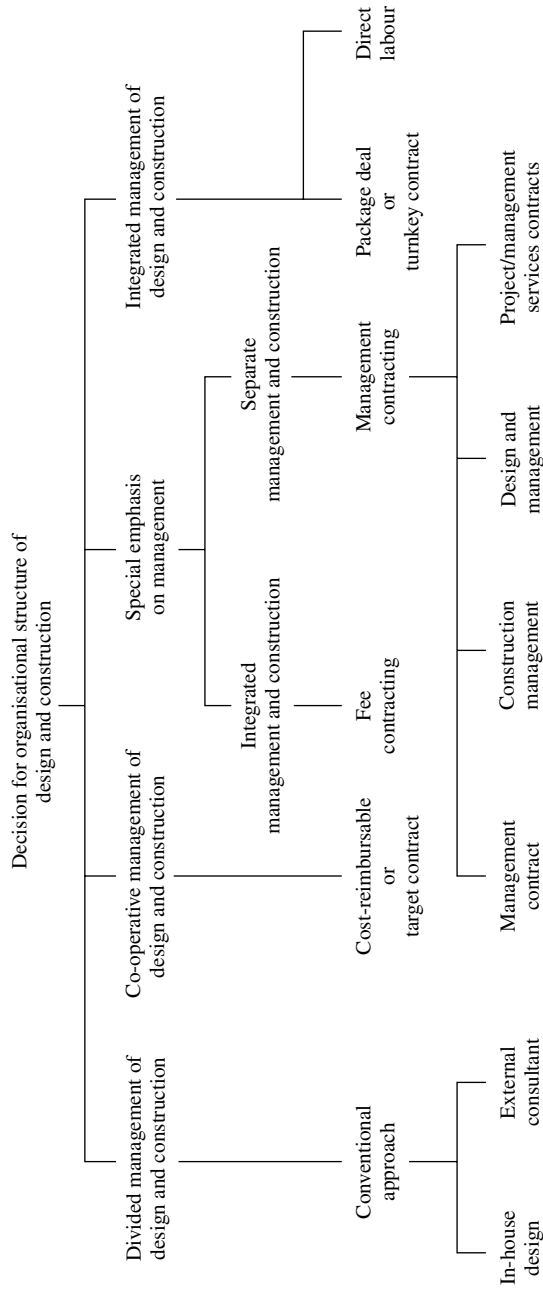 Decision for organisational structure of
design and construction
Divided management of
design and construction
Co-operative management of
design and construction
Special emphasis
on management
Integrated management of
design and construction
Integrated
management and construction
Separate
management and construction
Conventional
approach
Cost-reimbursable
or
target contract
Fee
contracting
Management
contracting
Package deal
or
turnkey contract
Direct
labour
In-house
design
External
consultant
Management
contract
Construction
management
Design and
management
Project/management
services contracts